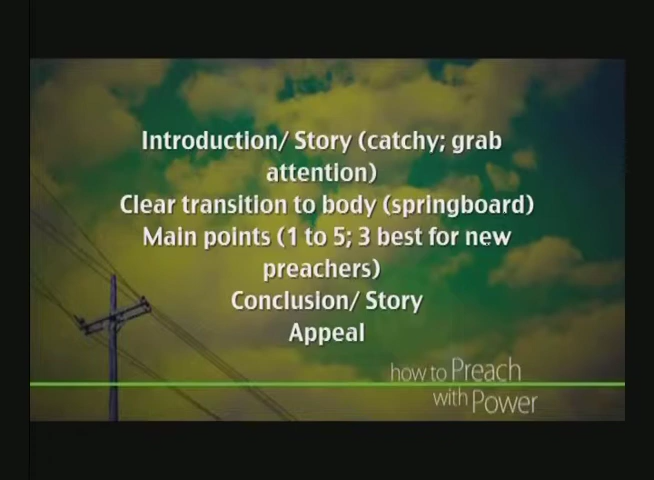 Introduction/ Story (catchy; grab
attention)
Clear transition to body (springboard)
Main points (1 to 5; 3 best for new
preachers)
Conclusion/ Story
Appeal
how to Preach
with Power